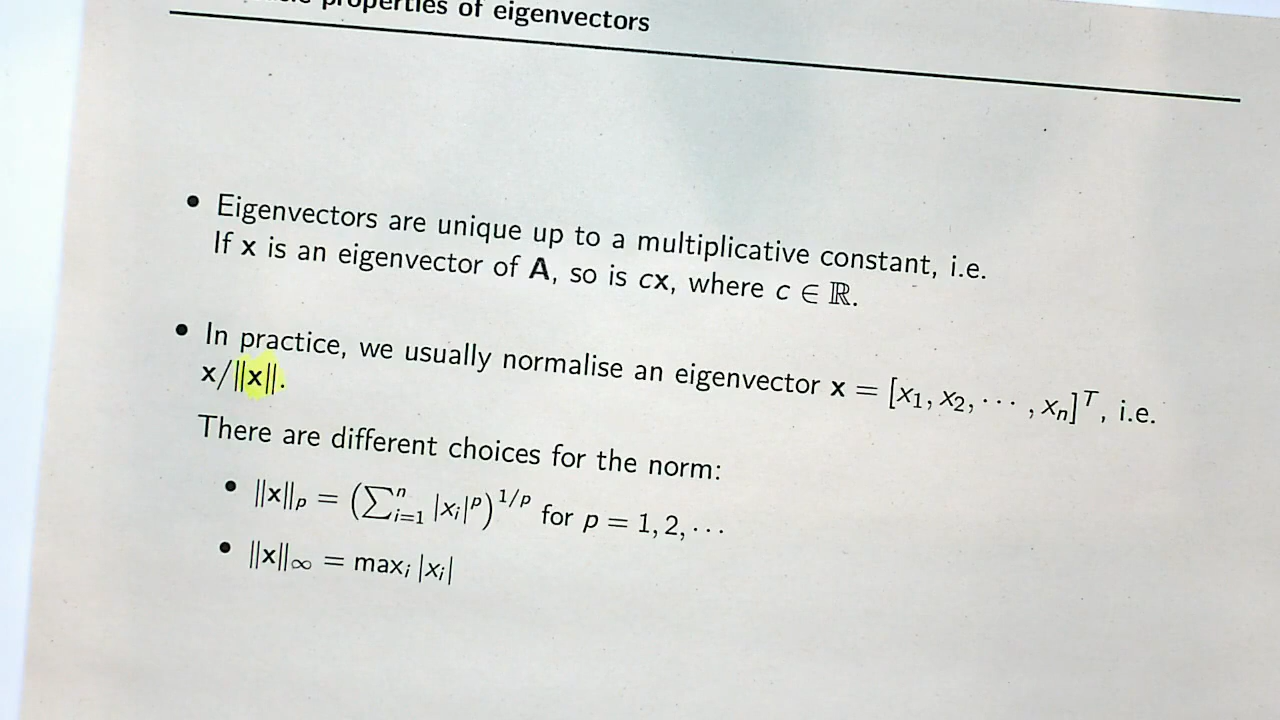 properties of eigenvectors
• Eigenvectors are unique up to a multiplicative constant, i.e.
If x is an eigenvector of A, so is cx, where c ∈ ℝ.
• In practice, we usually normalise an eigenvector x = [x₁, x₂, ⋯ , xₙ]ᵀ, i.e.
x/‖x‖.
There are different choices for the norm:
• ‖x‖ₚ = (∑ⁿᵢ₌₁ |xᵢ|ᵖ)^1/p for p = 1, 2, ⋯
• ‖x‖∞ = maxᵢ |xᵢ|